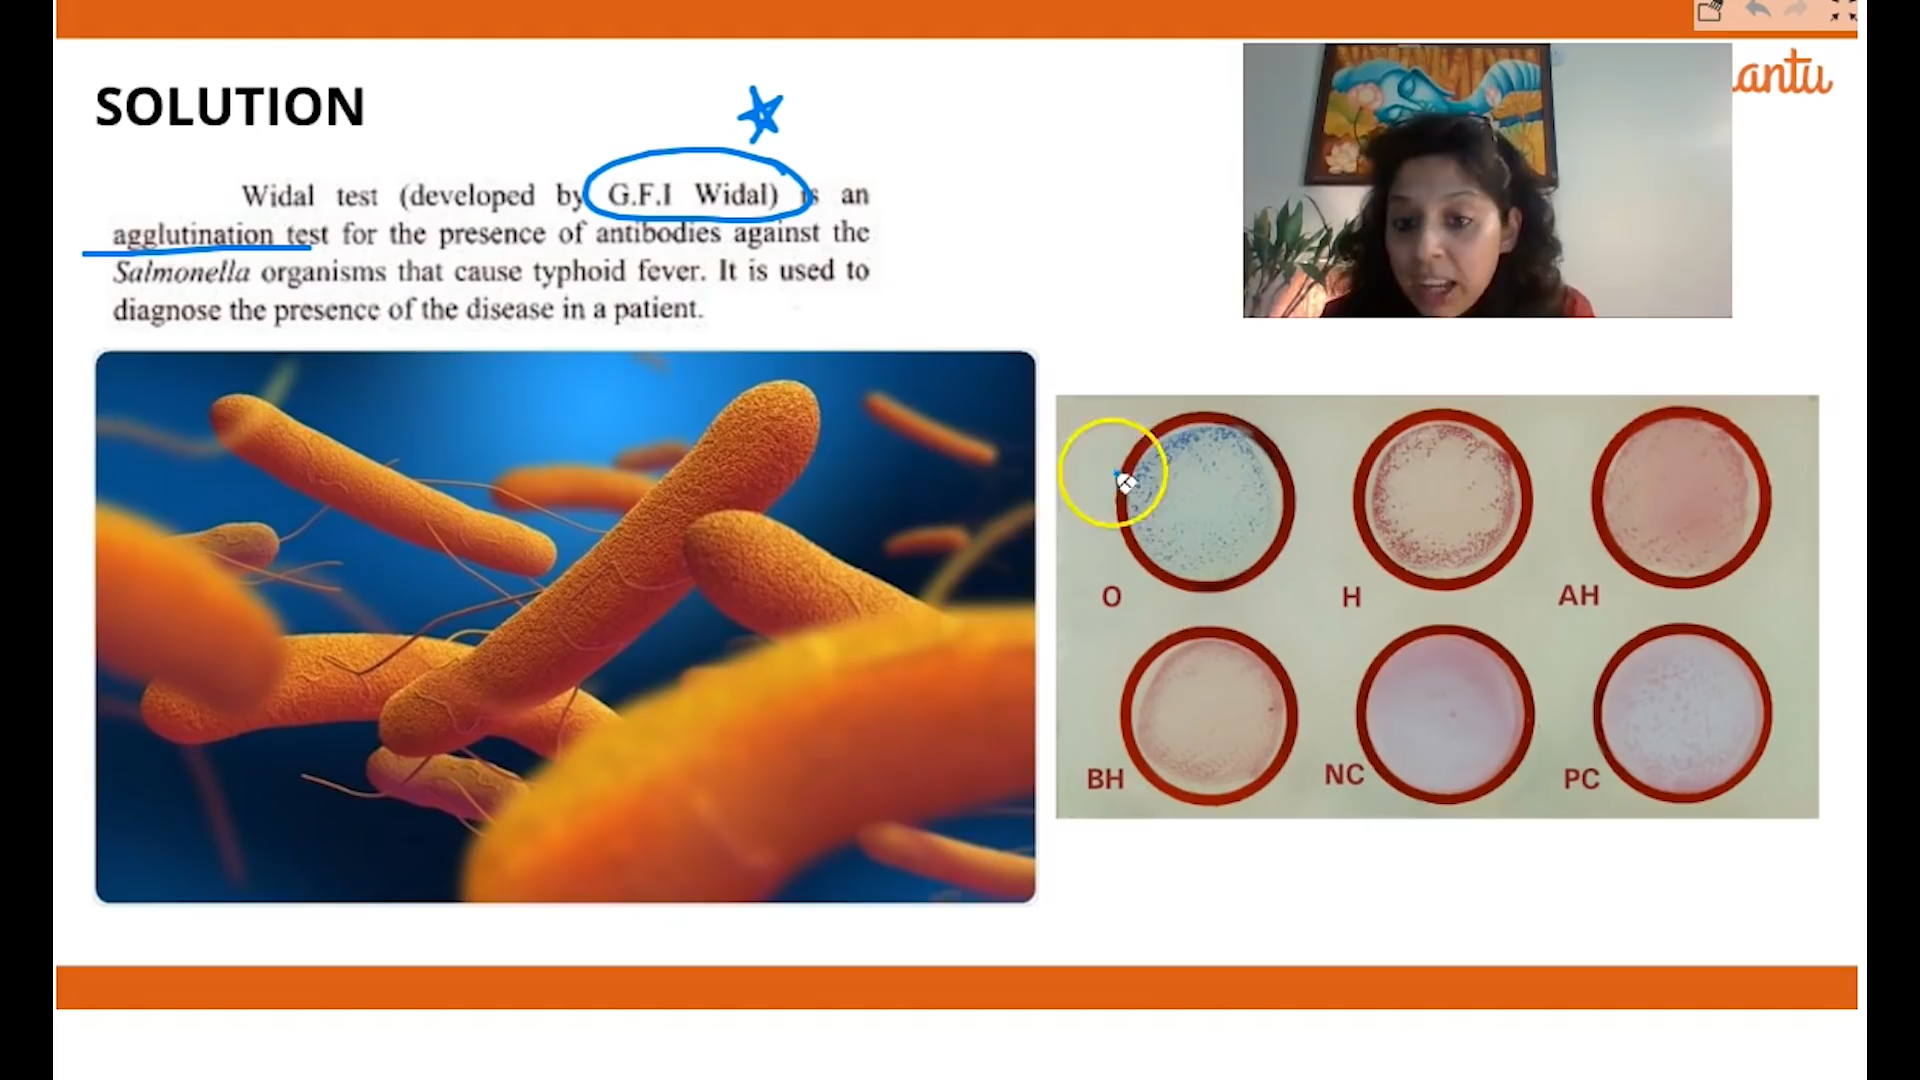 antu
SOLUTION
Widal test (developed by G.F.I Widal) is an
agglutination test for the presence of antibodies against the
Salmonella organisms that cause typhoid fever. It is used to
diagnose the presence of the disease in a patient.
O H AH
BH NC PC